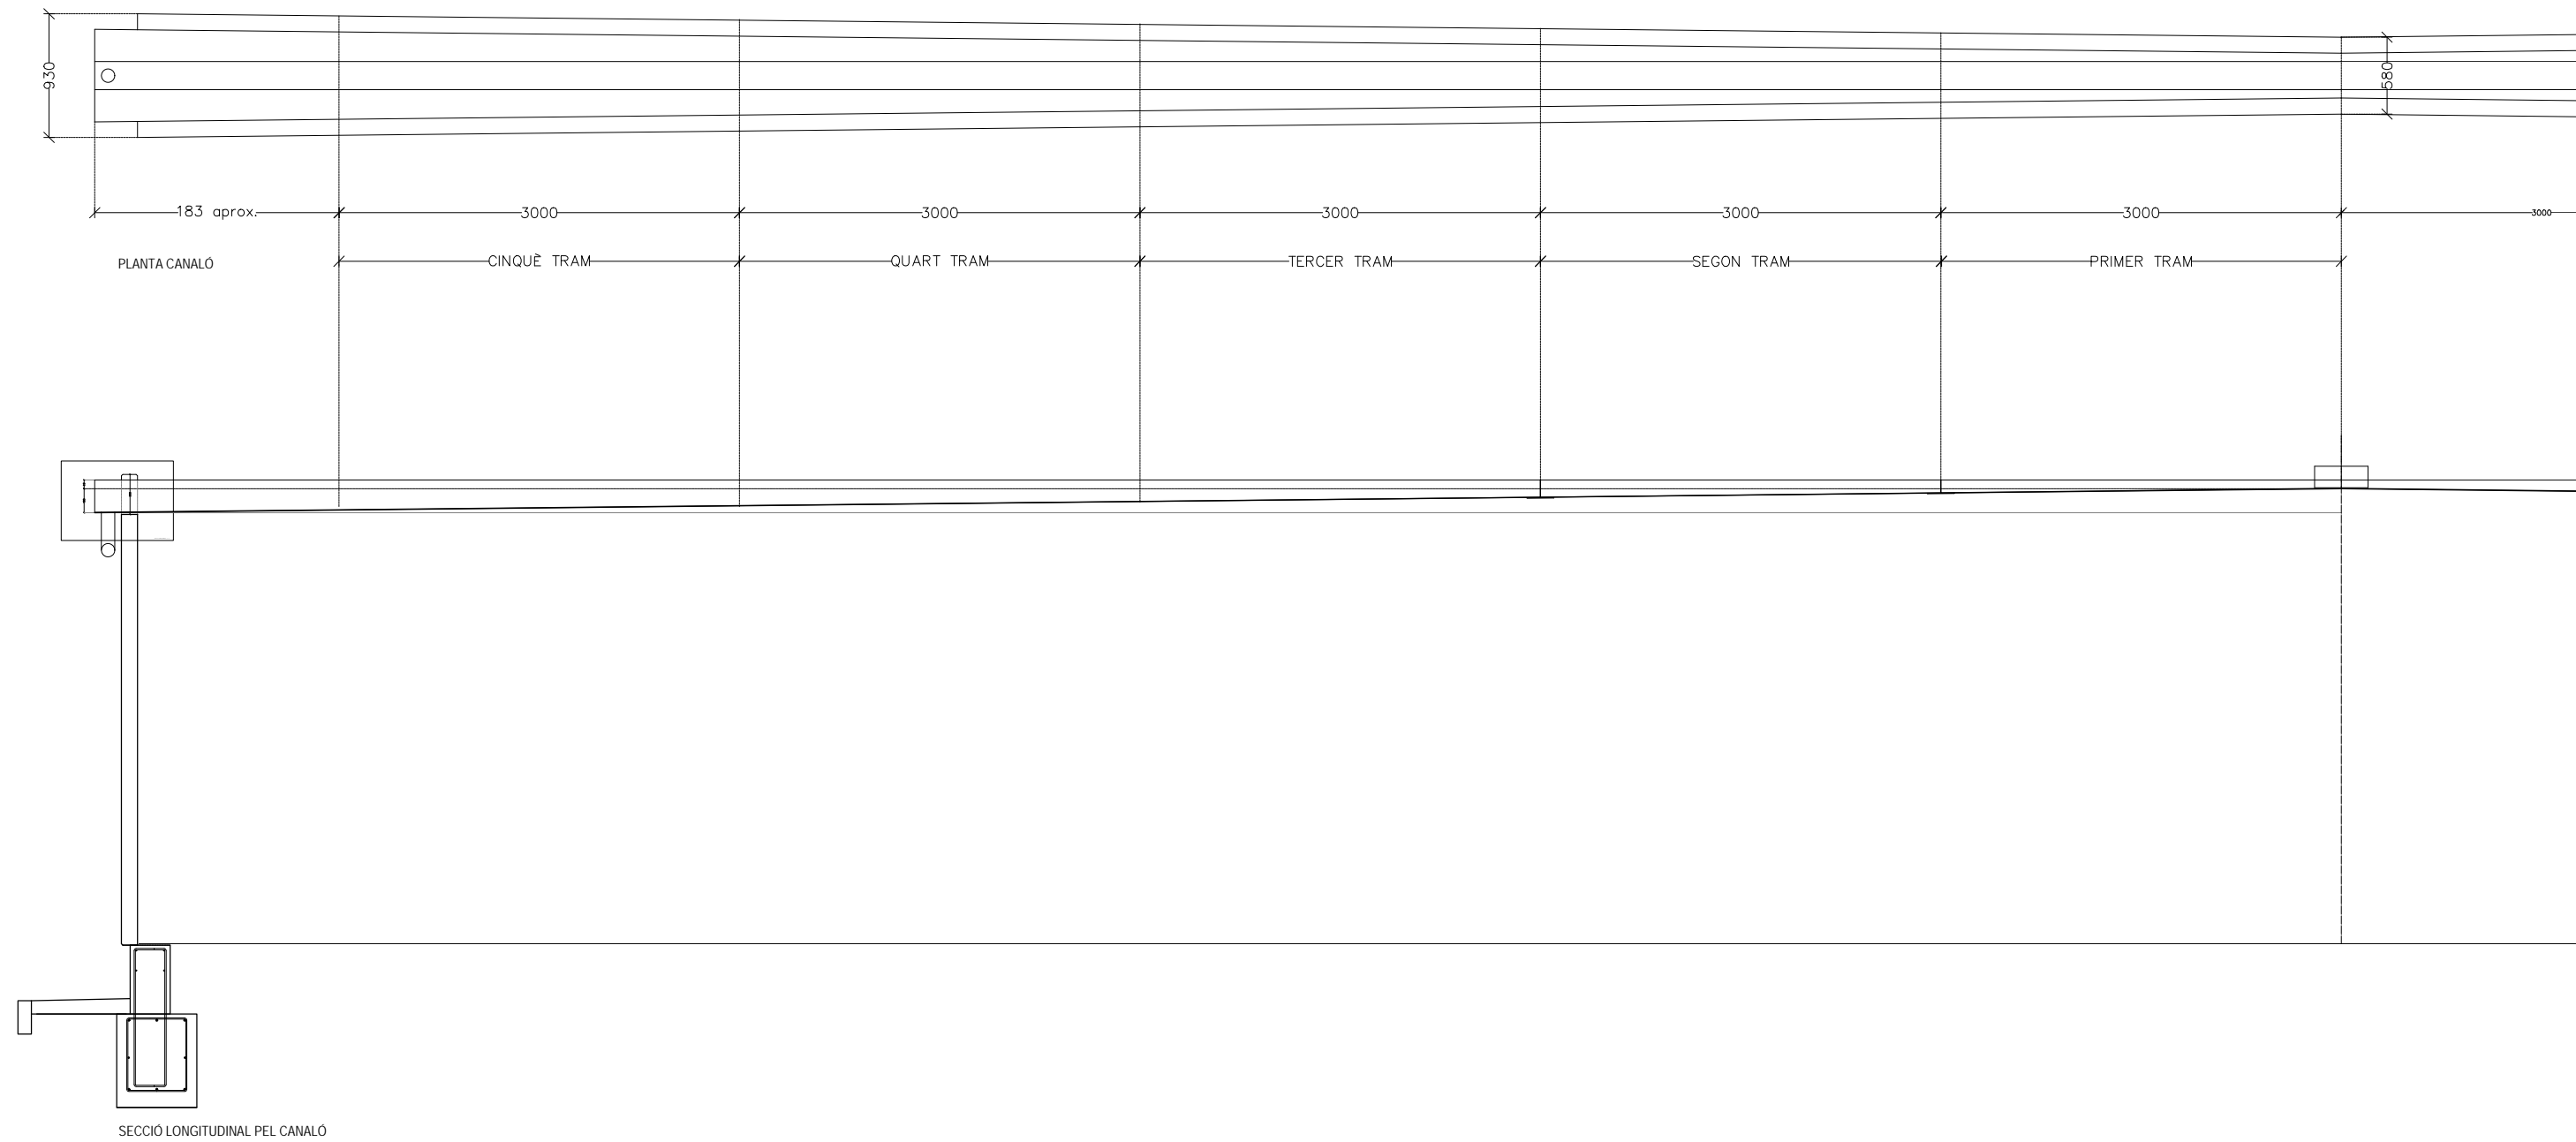 930
580
183 aprox.
3000
3000
3000
3000
3000
3000
PLANTA CANALÓ
CINQUÈ TRAM
QUART TRAM
TERCER TRAM
SEGON TRAM
PRIMER TRAM
SECCIÓ LONGITUDINAL PEL CANALÓ